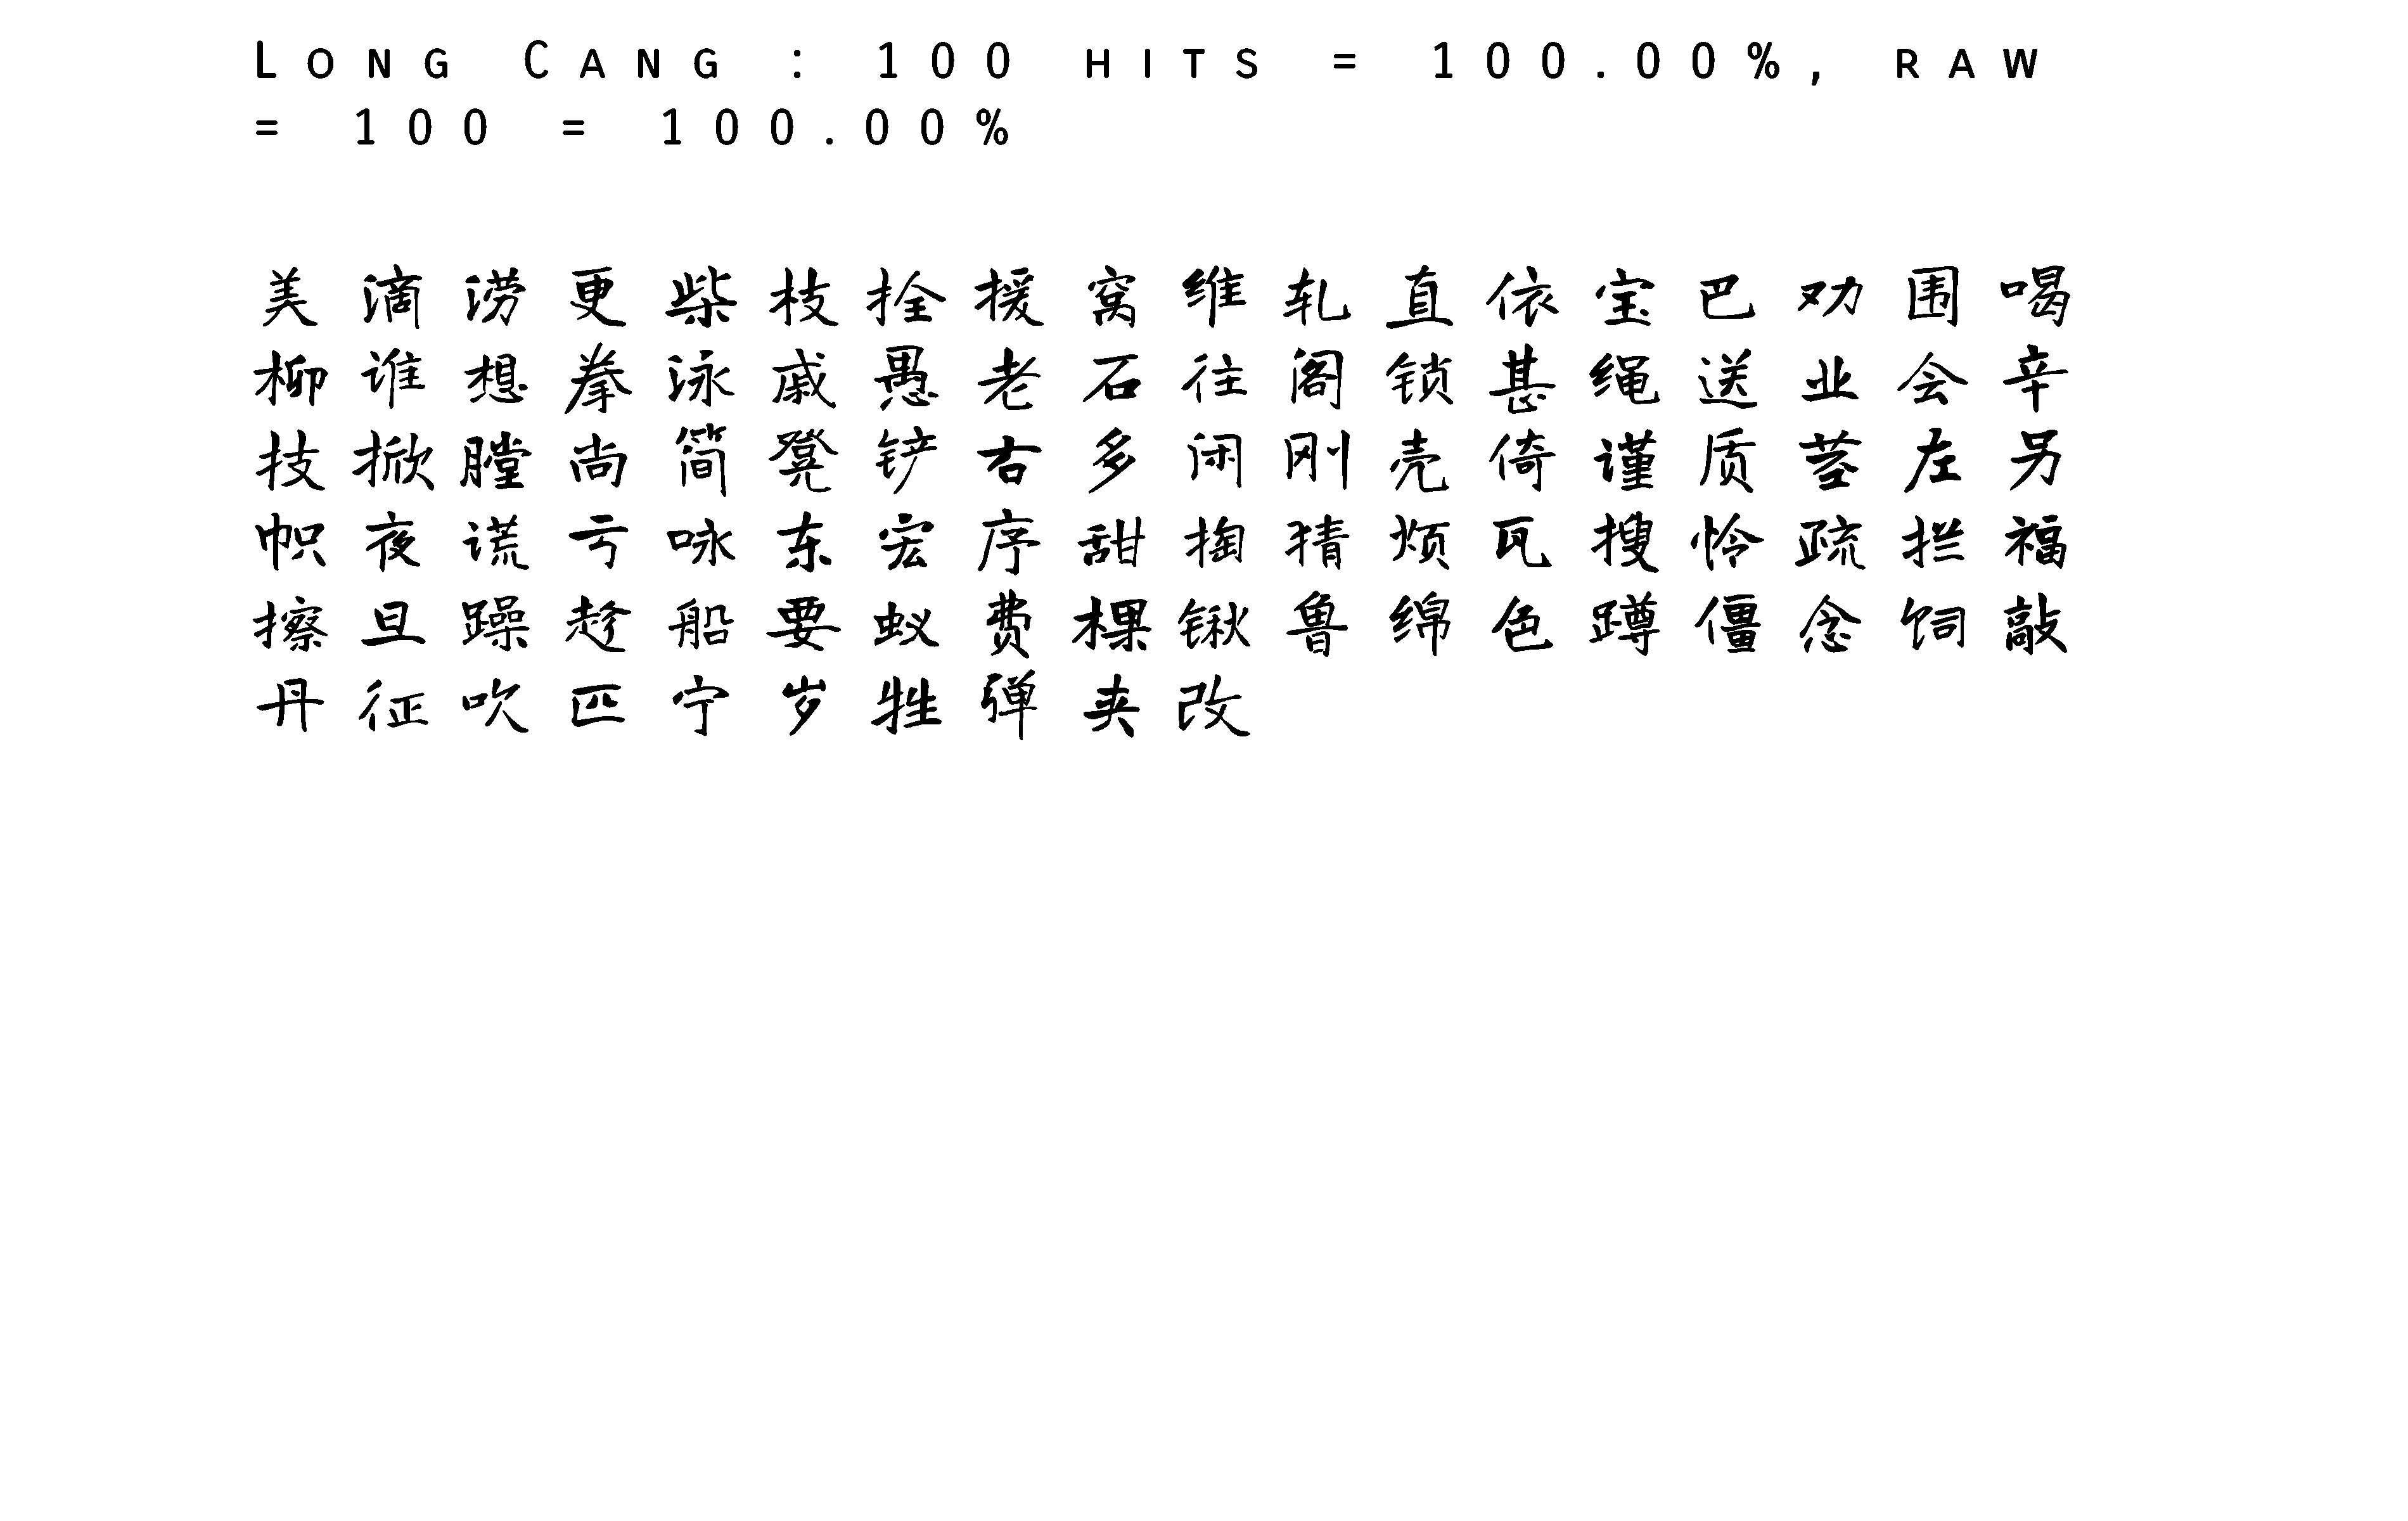 Long Cang : 100 hits = 100.00%, raw
= 100 = 100.00%
美滴涝更柴枝拴援窝维轧直依宝巴劝围喝
柳谁想拳泳戚愚老石往阁锁甚绳送业会辛
技掀膛尚简凳铲右多闲刚壳倚谨质茎左另
帜夜谎亏咏东宏序甜掏猜烦瓦搜怜疏拦福
擦旦躁趁船要蚁费棵锹鲁绵色蹲僵念饲敲
丹征吹匹宁岁牲弹夹改